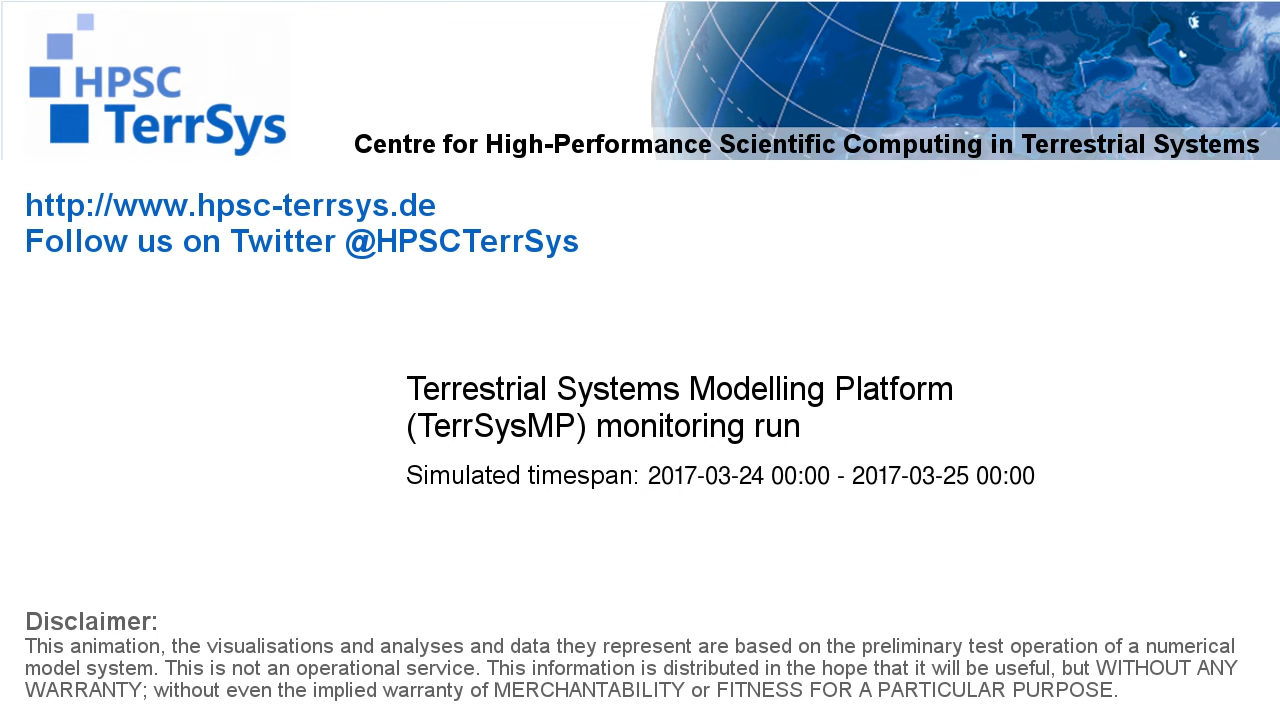 HPSC
TerrSys
Centre for High-Performance Scientific Computing in Terrestrial Systems
http://www.hpsc-terrsys.de
Follow us on Twitter @HPSCTerrSys
Terrestrial Systems Modelling Platform
(TerrSysMP) monitoring run
Simulated timespan: 2017-03-24 00:00 - 2017-03-25 00:00
Disclaimer:
This animation, the visualisations and analyses and data they represent are based on the preliminary test operation of a numerical
model system. This is not an operational service. This information is distributed in the hope that it will be useful, but WITHOUT ANY
WARRANTY; without even the implied warranty of MERCHANTABILITY or FITNESS FOR A PARTICULAR PURPOSE.